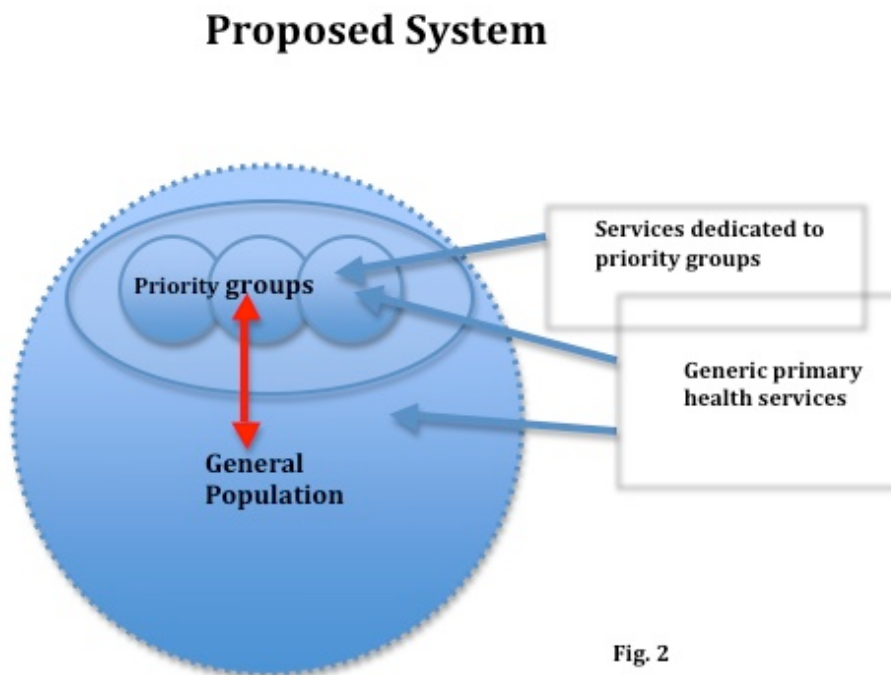 Proposed System
Services dedicated to
priority groups
Priority groups
Generic primary
health services
General
Population
Fig. 2